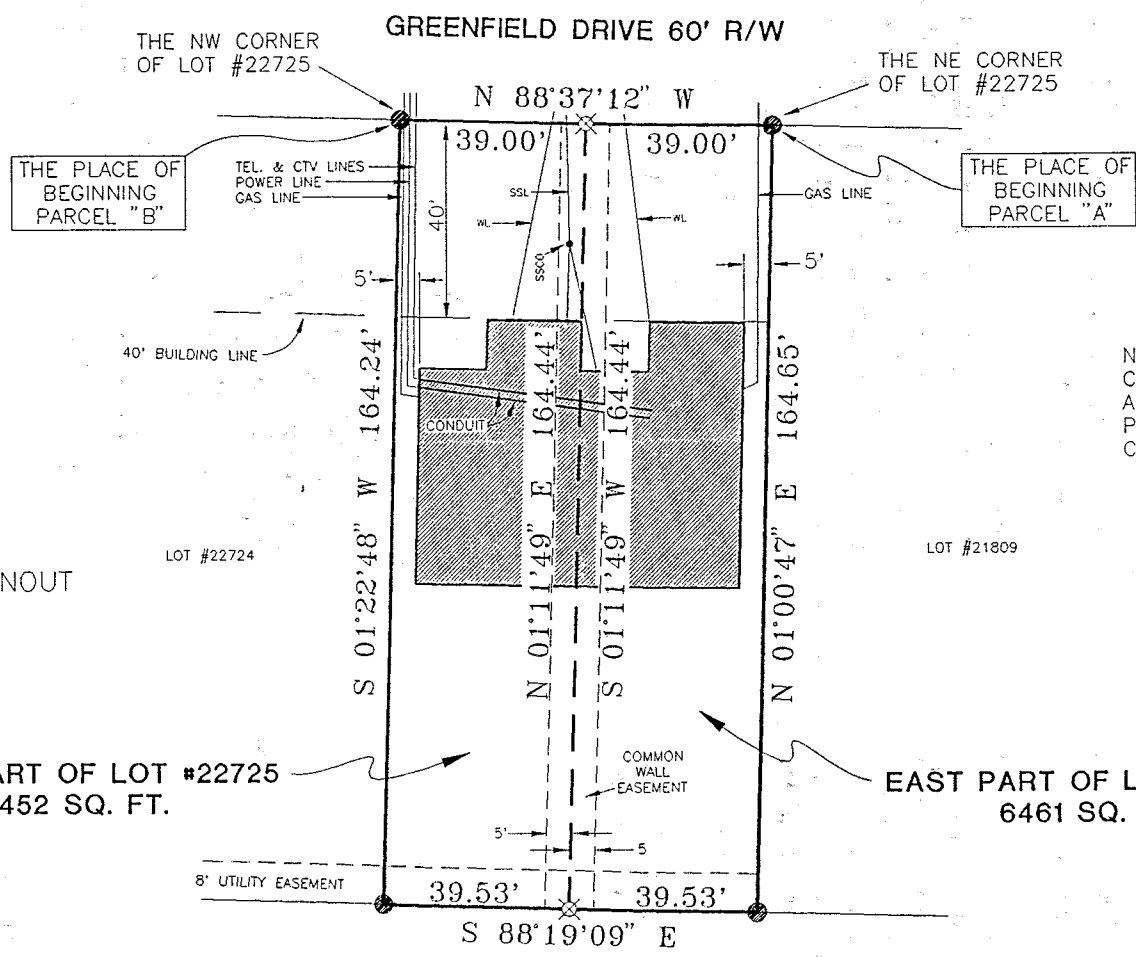 GREENFIELD DRIVE 60' R/W
THE NW CORNER
OF LOT #22725
THE NE CORNER
OF LOT #22725
N 88°37'12" W
39.00'
39.00'
THE PLACE OF
BEGINNING
PARCEL "B"
THE PLACE OF
BEGINNING
PARCEL "A"
TEL. & CTV LINES
POWER LINE
GAS LINE
GAS LINE
SSL
WL
WL
SSCO
40'
5'
5'
40' BUILDING LINE
CONDUIT
S 01°22'48" W 164.24'
N 01°11'49" E 164.44'
S 01°11'49" W 164.44'
N 01°00'47" E 164.65'
N
C
A
P
C
LOT #22724
LOT #21809
NOUT
ART OF LOT #22725
452 SQ. FT.
EAST PART OF L
6461 SQ.
COMMON
WALL
EASEMENT
5'
5
8' UTILITY EASEMENT
39.53'
39.53'
S 88°19'09" E